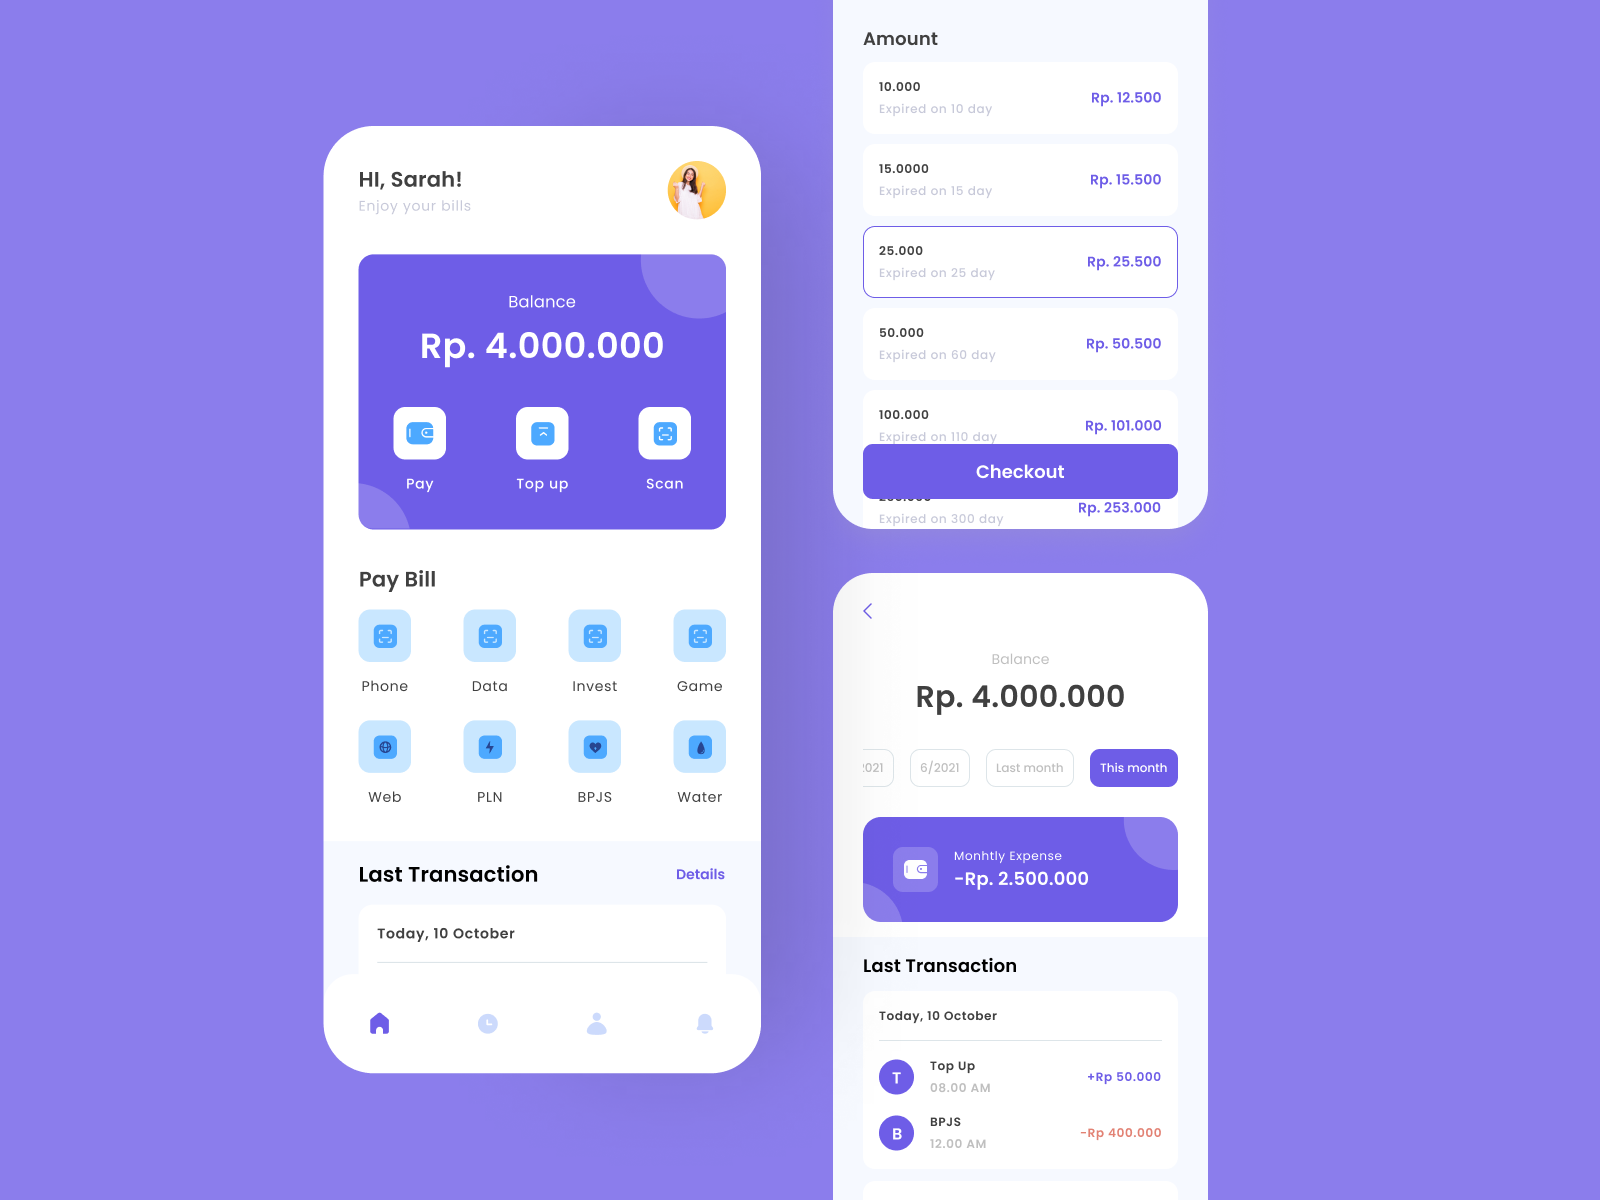 HI, Sarah!
Enjoy your bills
Balance
Rp. 4.000.000
Pay
Top up
Scan
Pay Bill
Phone
Data
Invest
Game
Web
PLN
BPJS
Water
Last Transaction
Details
Today, 10 October
Amount
10.000
Expired on 10 day
Rp. 12.500
15.0000
Expired on 15 day
Rp. 15.500
25.000
Expired on 25 day
Rp. 25.500
50.000
Expired on 60 day
Rp. 50.500
100.000
Expired on 110 day
Rp. 101.000
Checkout
Expired on 300 day
Rp. 253.000
Balance
Rp. 4.000.000
6/2021
Last month
This month
Monhtly Expense
-Rp. 2.500.000
Last Transaction
Today, 10 October
T
Top Up
08.00 AM
+Rp 50.000
B
BPJS
12.00 AM
-Rp 400.000